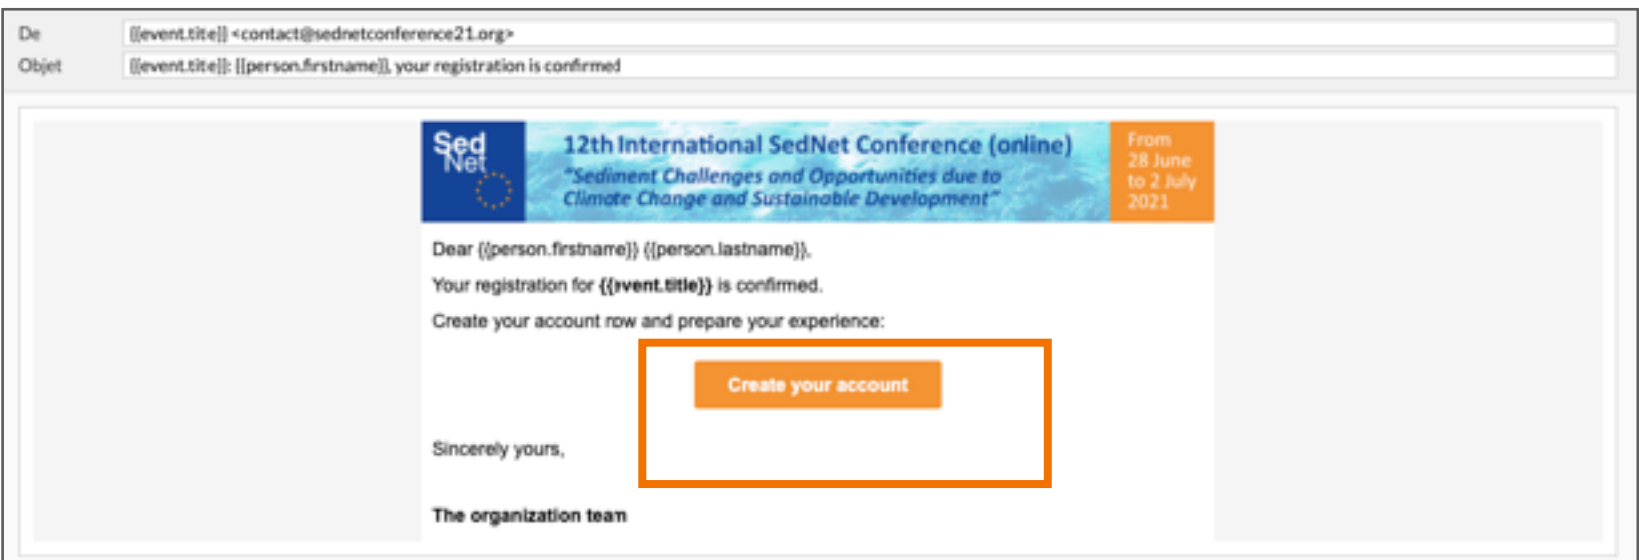 De {{event.title}} <contact@sednetconference21.org>
Objet {{event.title}}: {{person.firstname}}, your registration is confirmed
Sed
Net
12th International SedNet Conference (online)
"Sediment Challenges and Opportunities due to
Climate Change and Sustainable Development"
From
28 June
to 2 July
2021
Dear {{person.firstname}} {{person.lastname}},
Your registration for {{event.title}} is confirmed.
Create your account now and prepare your experience:
Create your account
Sincerely yours,
The organization team